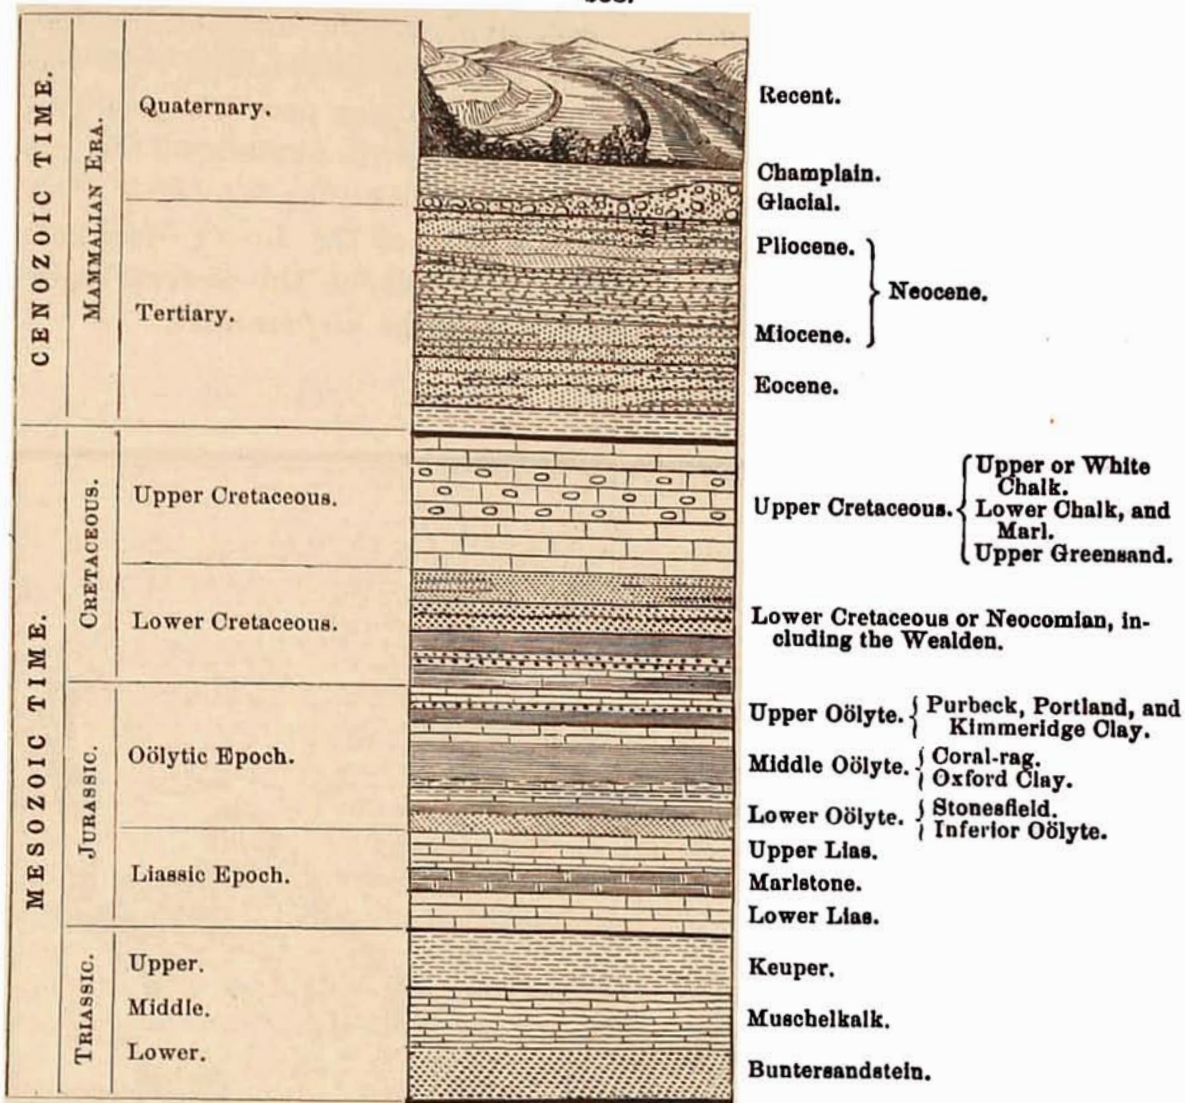 CENOZOIC TIME.
MAMMALIAN ERA.
Quaternary.
Recent.
Champlain.
Glacial.
Tertiary.
Pliocene.
Miocene.
Neocene.
Eocene.
MESOZOIC TIME.
CRETACEOUS.
Upper Cretaceous.
Upper Cretaceous.
Upper or White
Chalk.
Lower Chalk, and
Marl.
Upper Greensand.
Lower Cretaceous.
Lower Cretaceous or Neocomian, in-
cluding the Wealden.
JURASSIC.
Oölytic Epoch.
Upper Oölyte.
Purbeck, Portland, and
Kimmeridge Clay.
Middle Oölyte.
Coral-rag.
Oxford Clay.
Lower Oölyte.
Stonesfield.
Inferior Oölyte.
Liassic Epoch.
Upper Lias.
Marlstone.
Lower Lias.
TRIASSIC.
Upper.
Keuper.
Middle.
Muschelkalk.
Lower.
Buntersandstein.